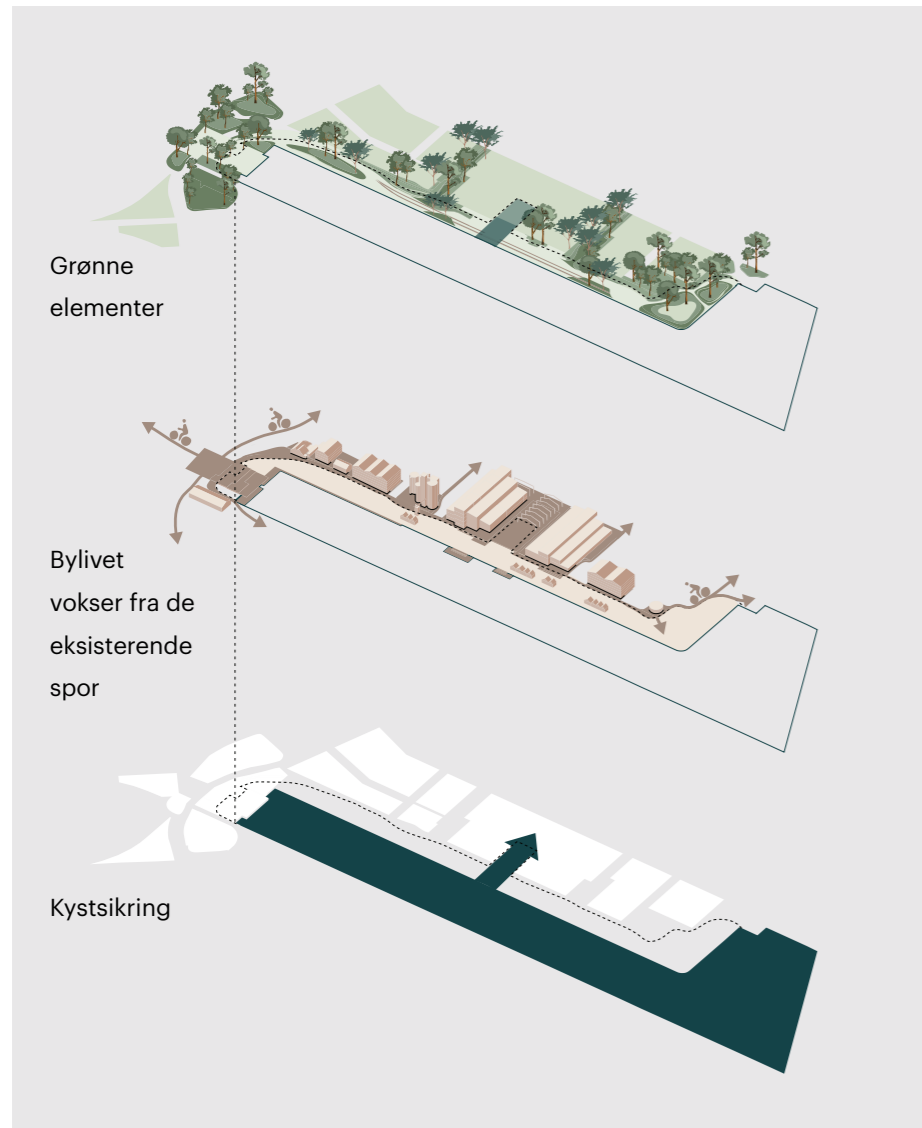 Grønne
elementer
Bylivet
vokser fra de
eksisterende
spor
Kystsikring